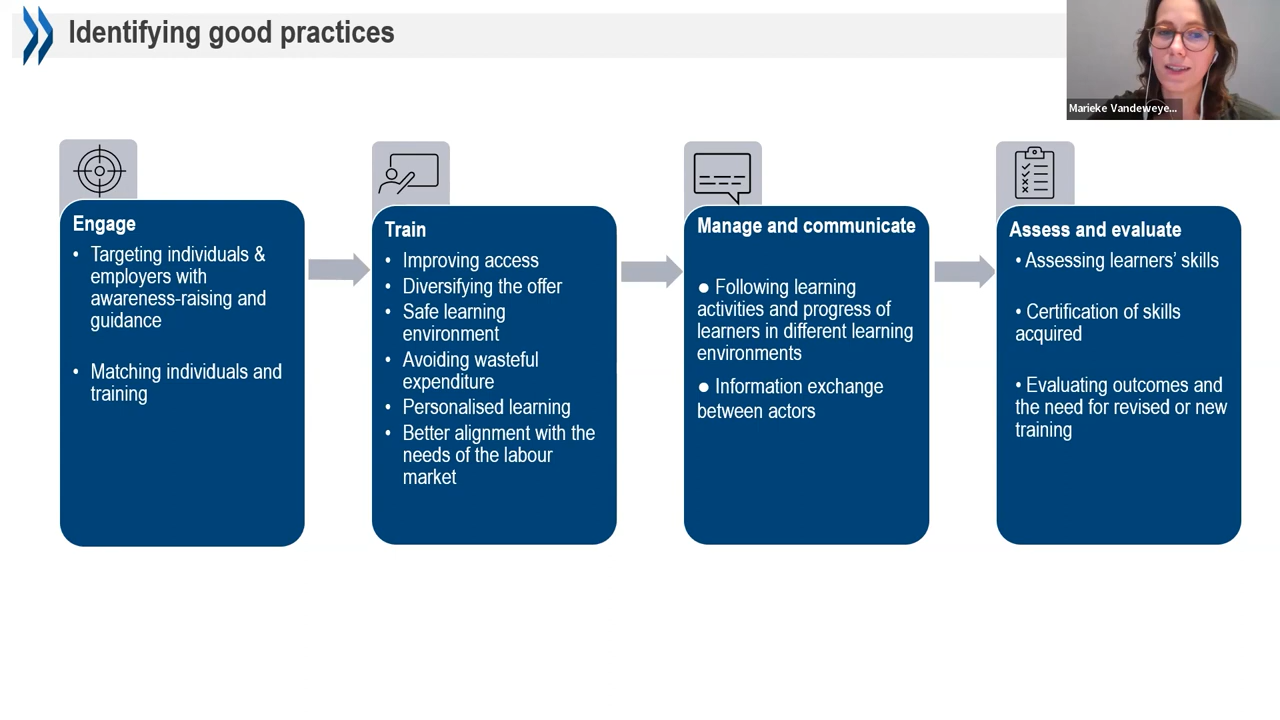 Identifying good practices
Marieke Vandeweye...
Engage
• Targeting individuals &
employers with
awareness-raising and
guidance
• Matching individuals and
training
Train
• Improving access
• Diversifying the offer
• Safe learning
environment
• Avoiding wasteful
expenditure
• Personalised learning
• Better alignment with the
needs of the labour
market
Manage and communicate
● Following learning
activities and progress of
learners in different learning
environments
● Information exchange
between actors
Assess and evaluate
• Assessing learners’ skills
• Certification of skills
acquired
• Evaluating outcomes and
the need for revised or new
training